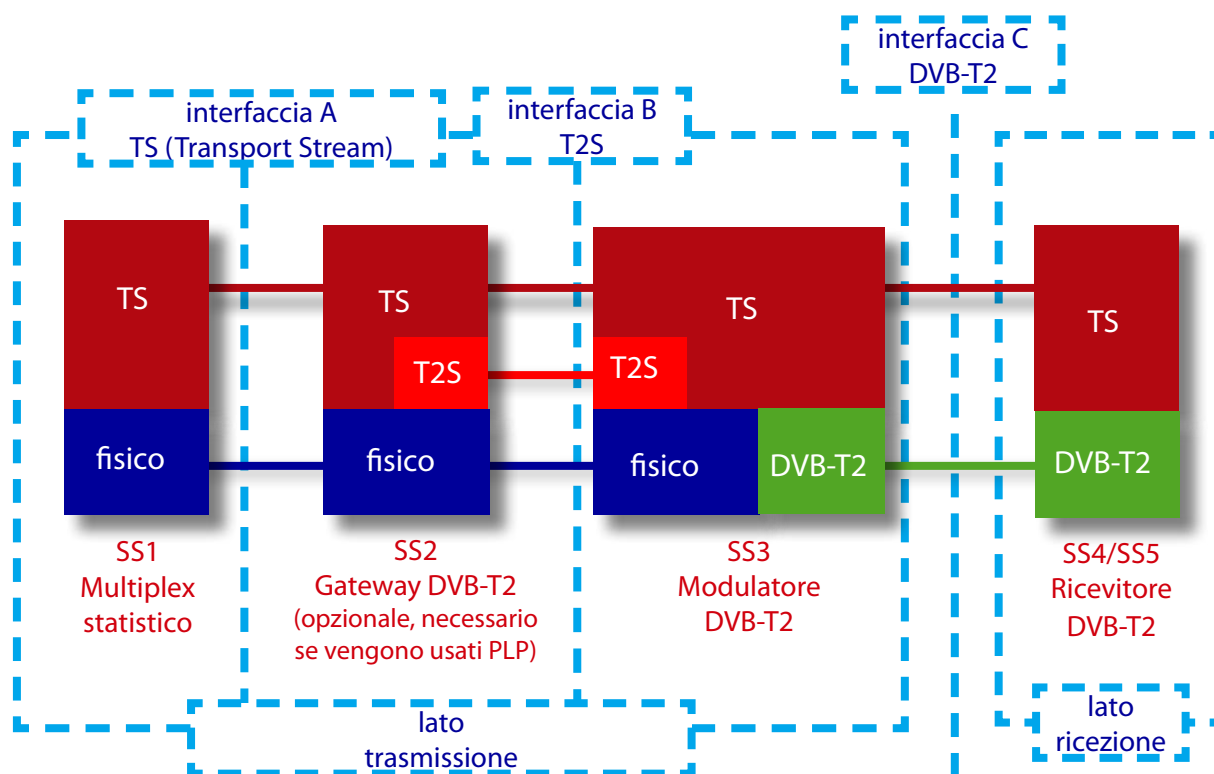 interfaccia C
DVB-T2
interfaccia A
TS (Transport Stream)
interfaccia B
T2S
TS
TS
TS
TS
T2S
T2S
fisico
fisico
fisico
DVB-T2
DVB-T2
SS1
Multiplex
statistico
SS2
Gateway DVB-T2
(opzionale, necessario
se vengono usati PLP)
SS3
Modulatore
DVB-T2
SS4/SS5
Ricevitore
DVB-T2
lato
trasmissione
lato
ricezione